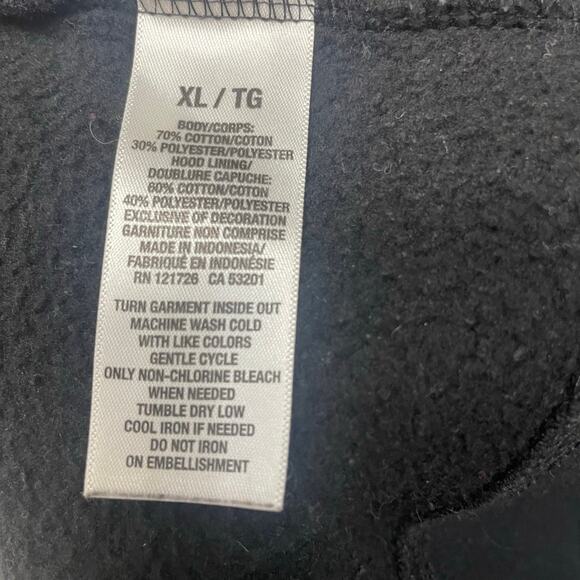 XL / TG
BODY/CORPS:
70% COTTON/COTON
30% POLYESTER/POLYESTER
HOOD LINING/
DOUBLURE CAPUCHE:
60% COTTON/COTON
40% POLYESTER/POLYESTER
EXCLUSIVE OF DECORATION
GARNITURE NON COMPRISE
MADE IN INDONESIA/
FABRIQUÉ EN INDONÉSIE
RN 121726 CA 53201
TURN GARMENT INSIDE OUT
MACHINE WASH COLD
WITH LIKE COLORS
GENTLE CYCLE
ONLY NON-CHLORINE BLEACH
WHEN NEEDED
TUMBLE DRY LOW
COOL IRON IF NEEDED
DO NOT IRON
ON EMBELLISHMENT